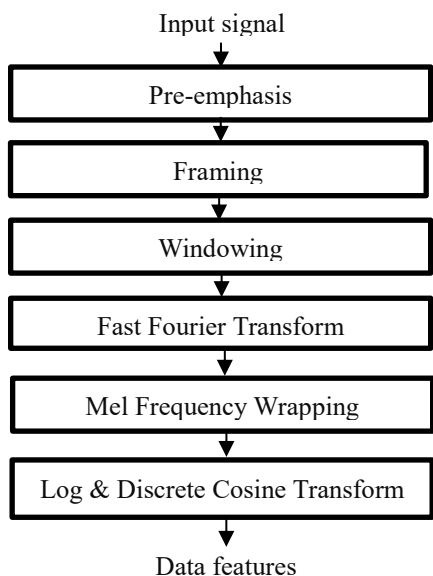 Input signal
Pre-emphasis
Framing
Windowing
Fast Fourier Transform
Mel Frequency Wrapping
Log & Discrete Cosine Transform
Data features